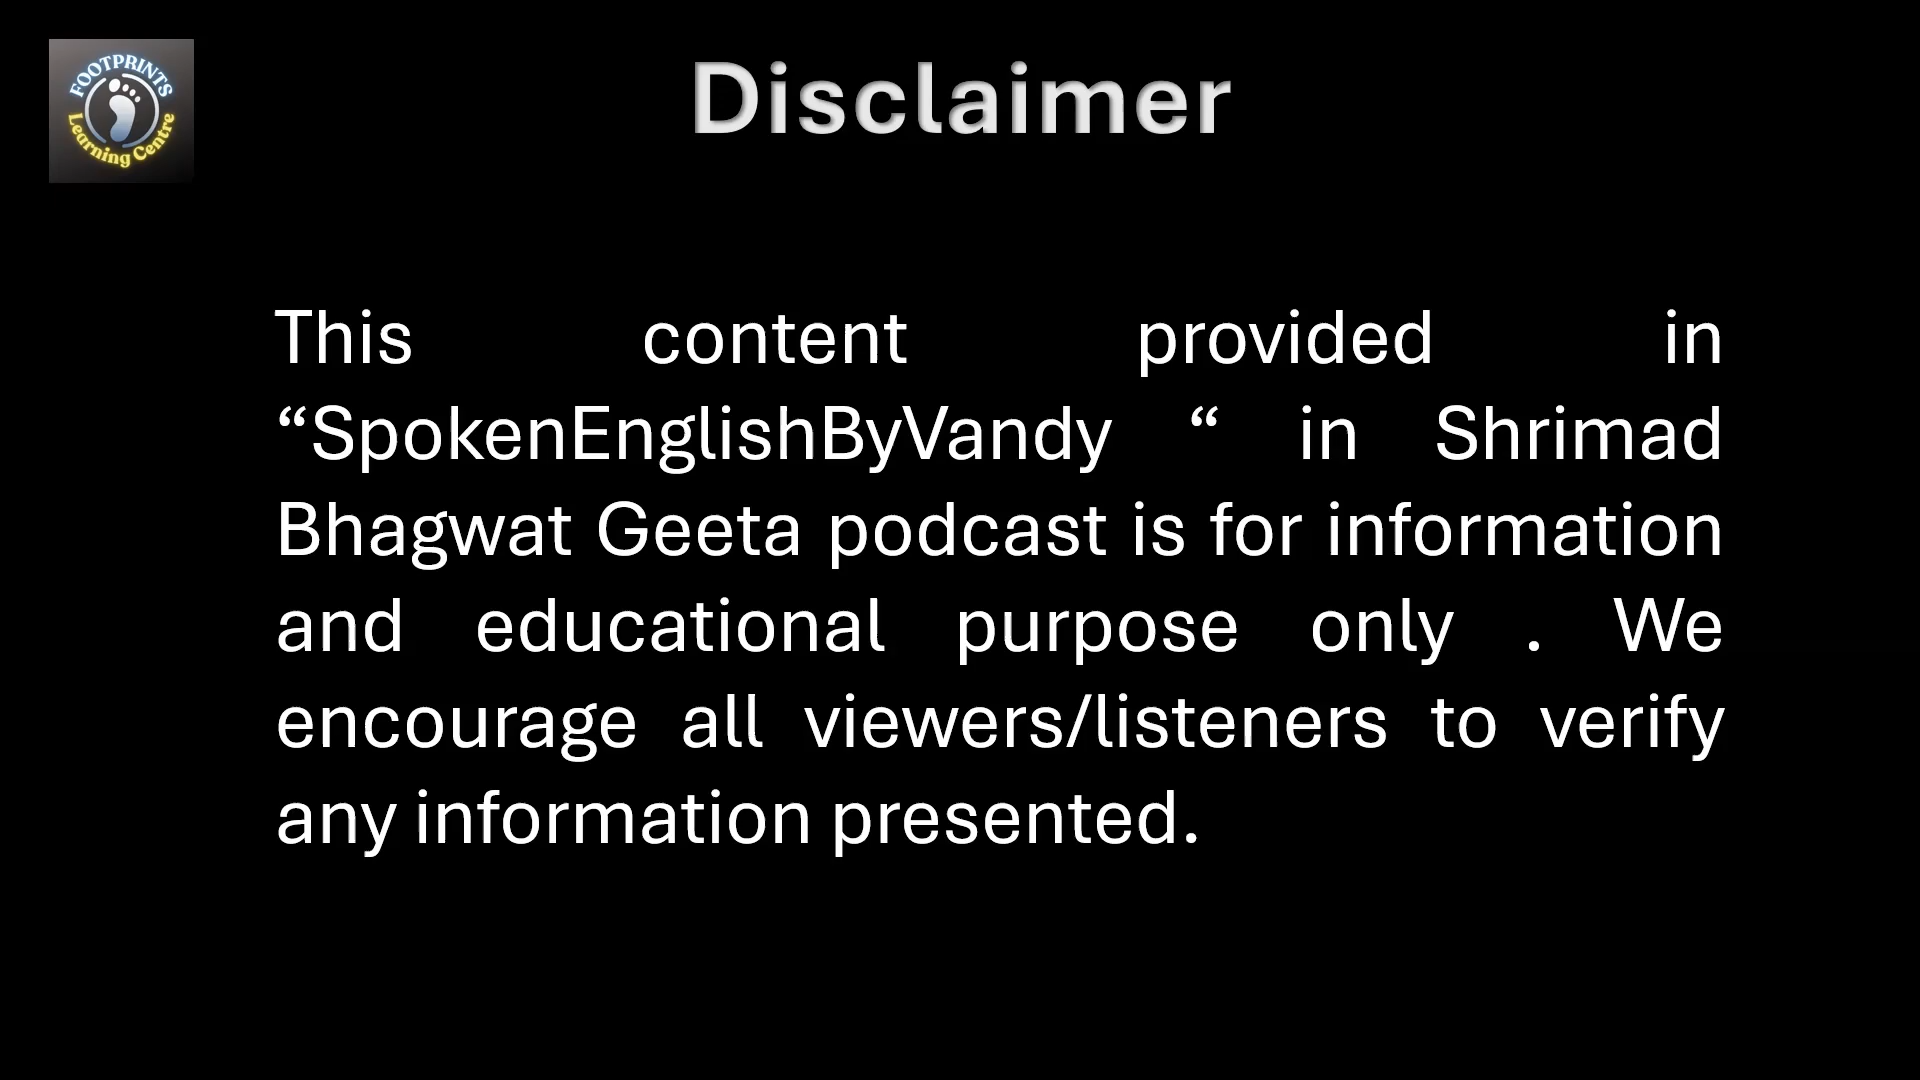 FOOTPRINTS
Learning Centre
Disclaimer
This content provided in
“SpokenEnglishByVandy “ in Shrimad
Bhagwat Geeta podcast is for information
and educational purpose only . We
encourage all viewers/listeners to verify
any information presented.